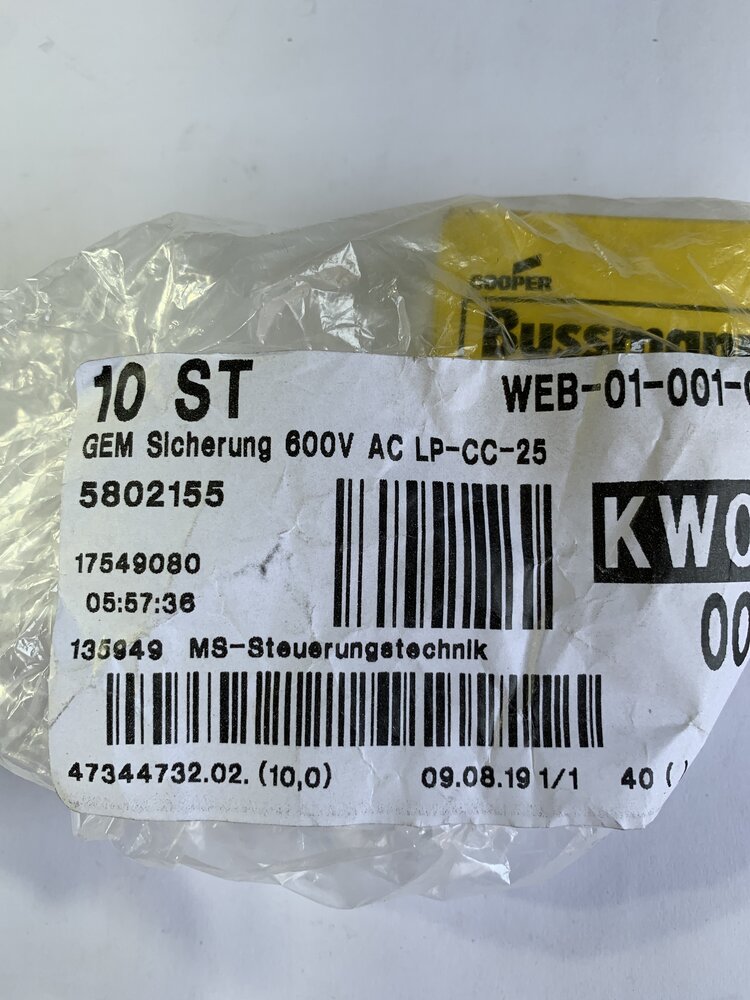 COOPER
Bussmann
10 ST WEB-01-001-
GEM Sicherung 600V AC LP-CC-25
5802155
KWO
17549080
05:57:36
00
135949 MS-Steuerungstechnik
47344732.02. (10,0) 09.08.19 1/1 40 (